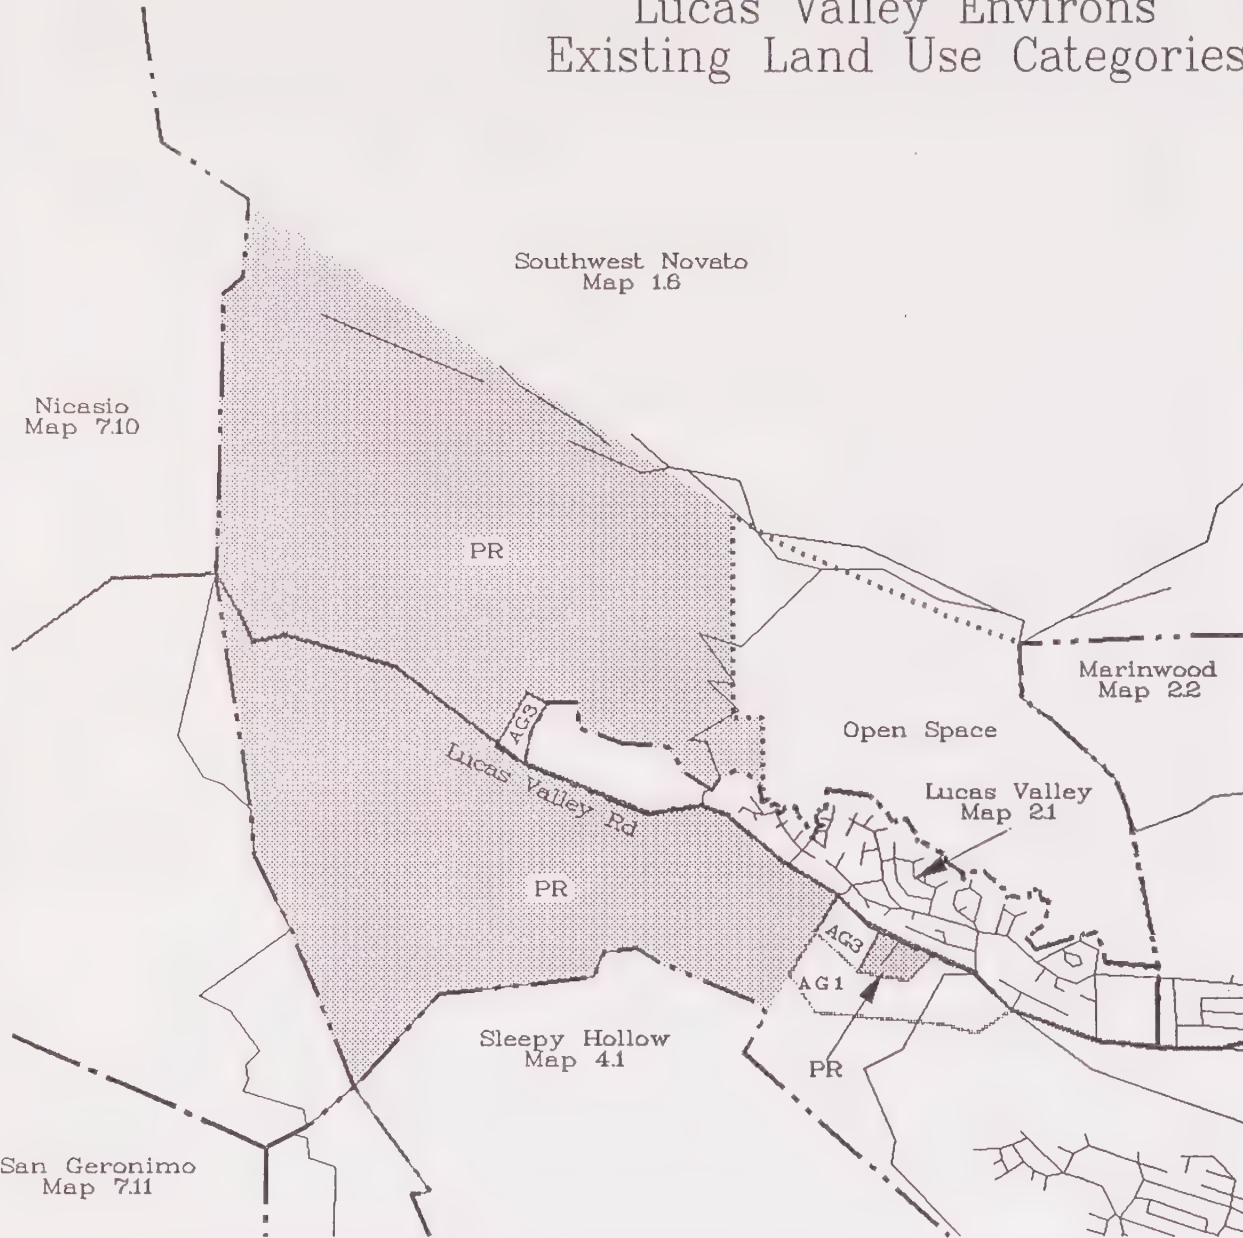 Lucas Valley Environs
Existing Land Use Categories
Southwest Novato
Map 1.6
Nicasio
Map 7.10
PR
Marinwood
Map 2.2
AG3
Open Space
Lucas Valley Rd
Lucas Valley
Map 2.1
PR
AG3
AG1
Sleepy Hollow
Map 4.1
PR
San Geronimo
Map 7.11